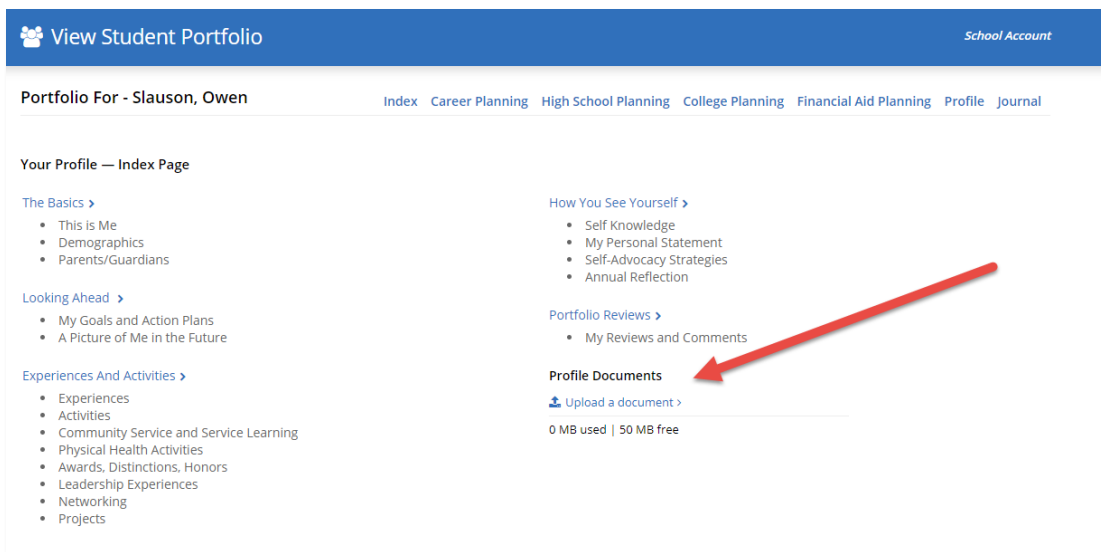 View Student Portfolio
School Account
Portfolio For - Slauson, Owen
Index Career Planning High School Planning College Planning Financial Aid Planning Profile Journal
Your Profile — Index Page
The Basics >
• This is Me
• Demographics
• Parents/Guardians
Looking Ahead >
• My Goals and Action Plans
• A Picture of Me in the Future
Experiences And Activities >
• Experiences
• Activities
• Community Service and Service Learning
• Physical Health Activities
• Awards, Distinctions, Honors
• Leadership Experiences
• Networking
• Projects
How You See Yourself >
• Self Knowledge
• My Personal Statement
• Self-Advocacy Strategies
• Annual Reflection
Portfolio Reviews >
• My Reviews and Comments
Profile Documents
Upload a document >
0 MB used | 50 MB free